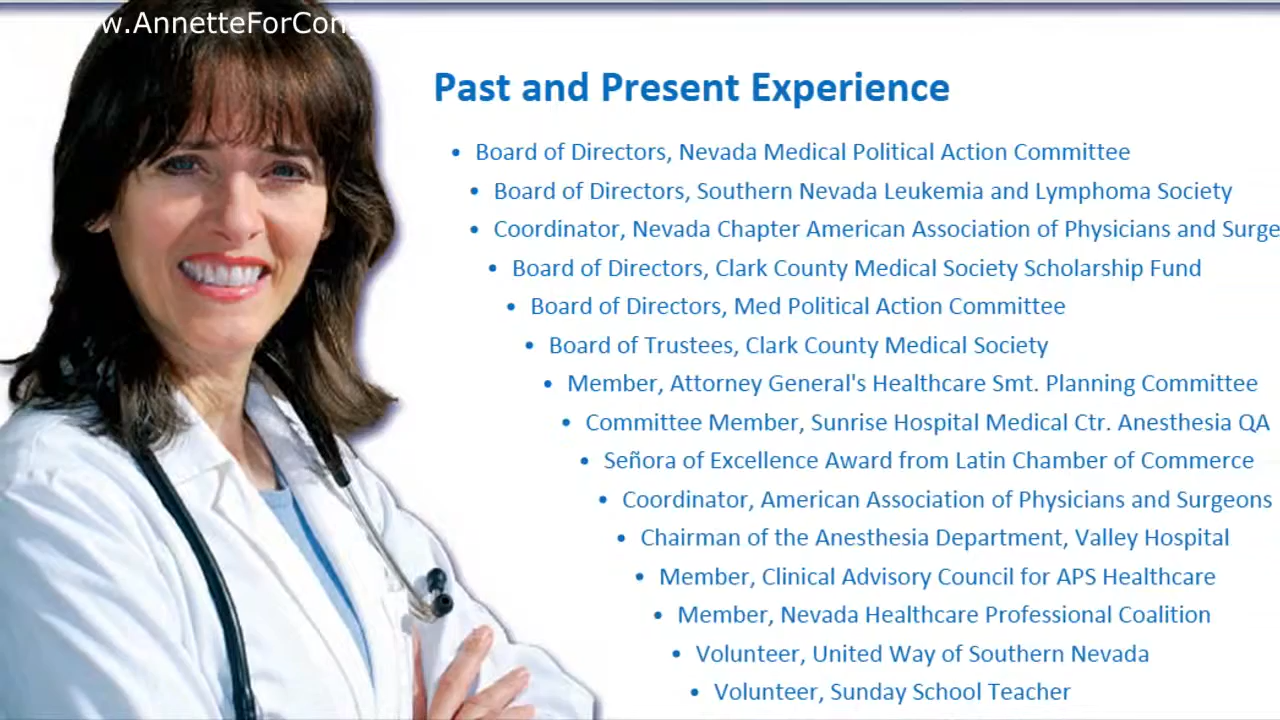 www.AnnetteForCong
Past and Present Experience
• Board of Directors, Nevada Medical Political Action Committee
• Board of Directors, Southern Nevada Leukemia and Lymphoma Society
• Coordinator, Nevada Chapter American Association of Physicians and Surge
• Board of Directors, Clark County Medical Society Scholarship Fund
• Board of Directors, Med Political Action Committee
• Board of Trustees, Clark County Medical Society
• Member, Attorney General's Healthcare Smt. Planning Committee
• Committee Member, Sunrise Hospital Medical Ctr. Anesthesia QA
• Señora of Excellence Award from Latin Chamber of Commerce
• Coordinator, American Association of Physicians and Surgeons
• Chairman of the Anesthesia Department, Valley Hospital
• Member, Clinical Advisory Council for APS Healthcare
• Member, Nevada Healthcare Professional Coalition
• Volunteer, United Way of Southern Nevada
• Volunteer, Sunday School Teacher